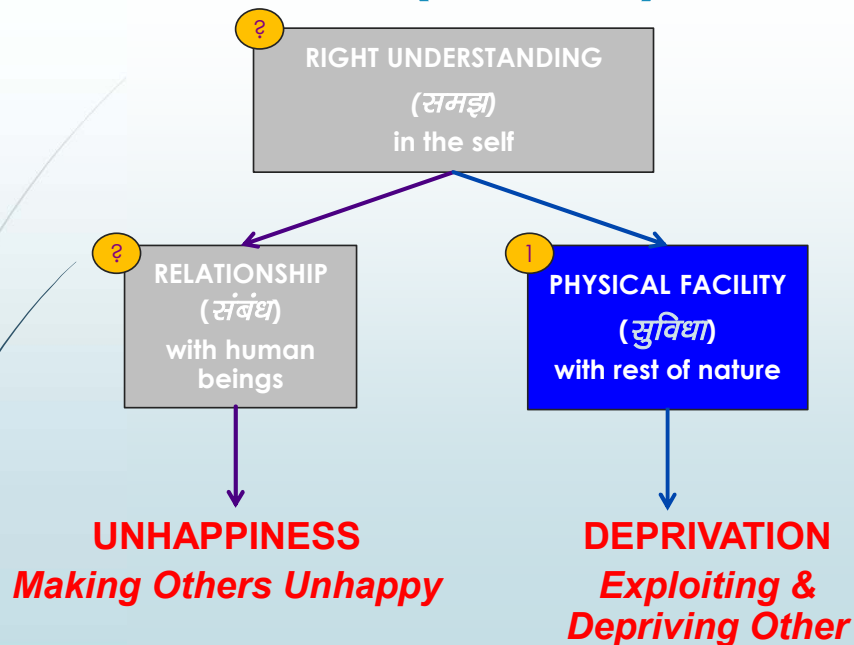 ?
RIGHT UNDERSTANDING
(समझ)
in the self
?
RELATIONSHIP
(संबंध)
with human
beings
1
PHYSICAL FACILITY
(सुविधा)
with rest of nature
UNHAPPINESS
Making Others Unhappy
DEPRIVATION
Exploiting &
Depriving Other